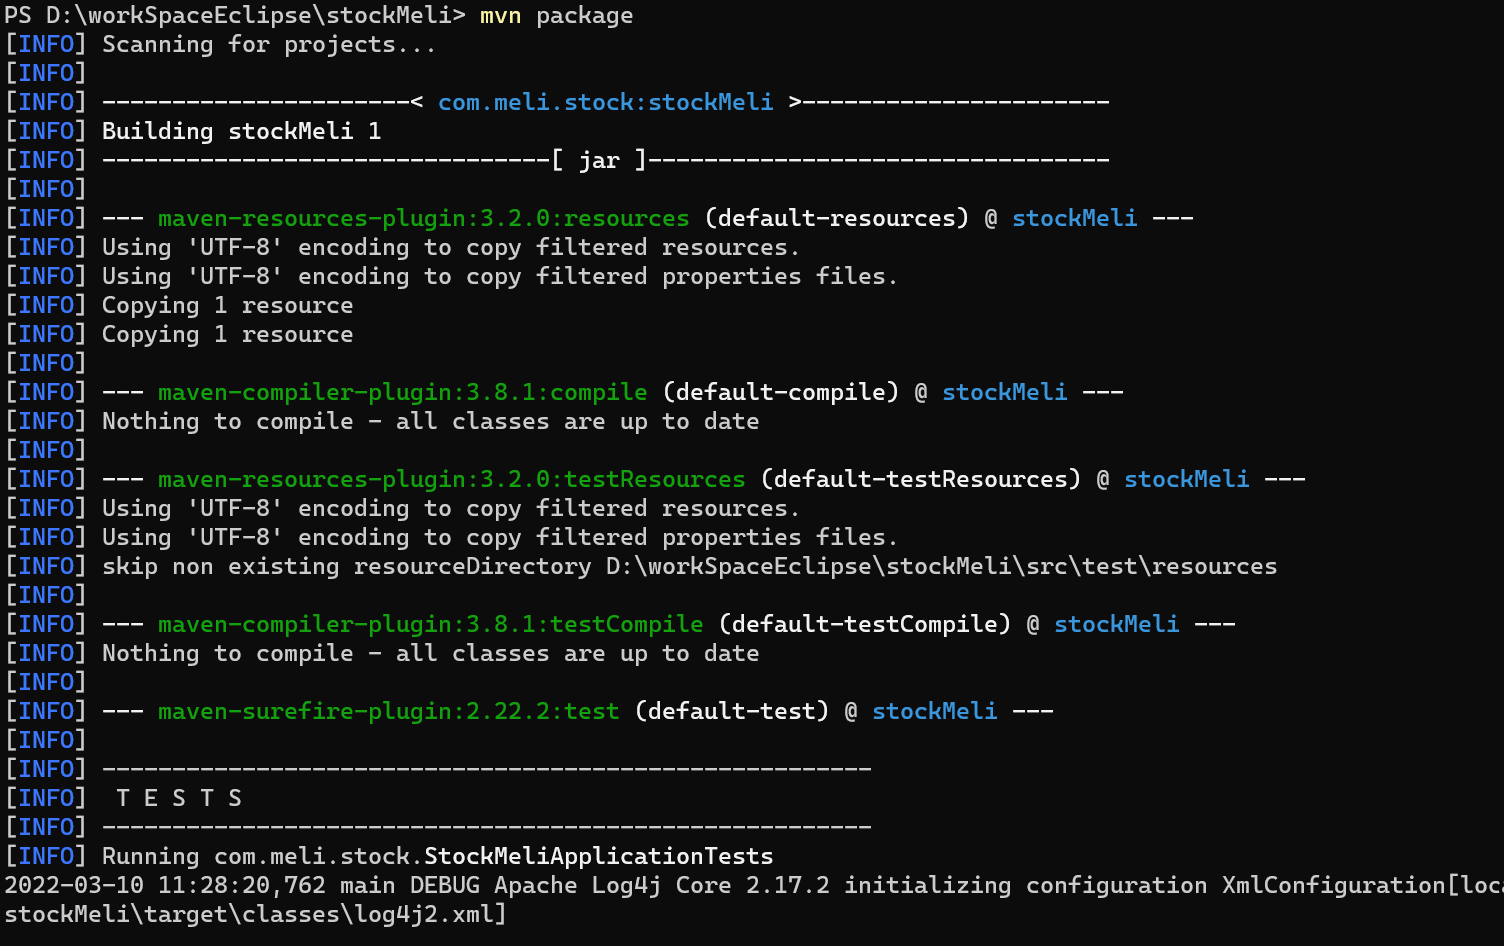 PS D:\workSpaceEclipse\stockMeli> mvn package
[INFO] Scanning for projects...
[INFO]
[INFO] ----------------------< com.meli.stock:stockMeli >----------------------
[INFO] Building stockMeli 1
[INFO] --------------------------------[ jar ]---------------------------------
[INFO]
[INFO] --- maven-resources-plugin:3.2.0:resources (default-resources) @ stockMeli ---
[INFO] Using 'UTF-8' encoding to copy filtered resources.
[INFO] Using 'UTF-8' encoding to copy filtered properties files.
[INFO] Copying 1 resource
[INFO] Copying 1 resource
[INFO]
[INFO] --- maven-compiler-plugin:3.8.1:compile (default-compile) @ stockMeli ---
[INFO] Nothing to compile - all classes are up to date
[INFO]
[INFO] --- maven-resources-plugin:3.2.0:testResources (default-testResources) @ stockMeli ---
[INFO] Using 'UTF-8' encoding to copy filtered resources.
[INFO] Using 'UTF-8' encoding to copy filtered properties files.
[INFO] skip non existing resourceDirectory D:\workSpaceEclipse\stockMeli\src\test\resources
[INFO]
[INFO] --- maven-compiler-plugin:3.8.1:testCompile (default-testCompile) @ stockMeli ---
[INFO] Nothing to compile - all classes are up to date
[INFO]
[INFO] --- maven-surefire-plugin:2.22.2:test (default-test) @ stockMeli ---
[INFO]
[INFO] -------------------------------------------------------
[INFO]  T E S T S
[INFO] -------------------------------------------------------
[INFO] Running com.meli.stock.StockMeliApplicationTests
2022-03-10 11:28:20,762 main DEBUG Apache Log4j Core 2.17.2 initializing configuration XmlConfiguration[loc
stockMeli\target\classes\log4j2.xml]